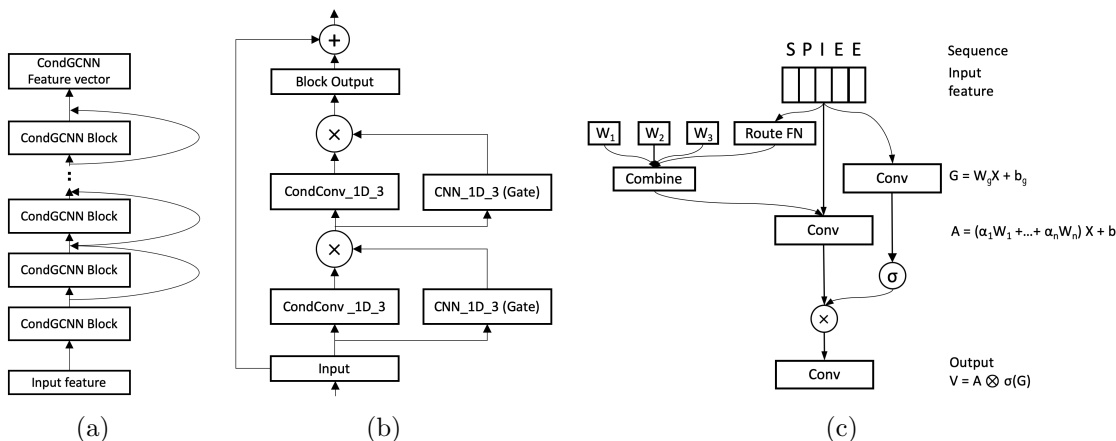 CondGCNN
Feature vector
CondGCNN Block
...
CondGCNN Block
CondGCNN Block
CondGCNN Block
Input feature
(a)
+
Block Output
×
CondConv_1D_3
CNN_1D_3 (Gate)
×
CondConv _1D_3
CNN_1D_3 (Gate)
Input
(b)
S P I E E
Sequence
Input
feature
W₁
W₂
W₃
Route FN
Combine
Conv
G = W_gX + b_g
Conv
A = (α₁W₁ +...+ αₙWₙ) X + b
σ
×
Conv
Output
V = A ⊗ σ(G)
(c)